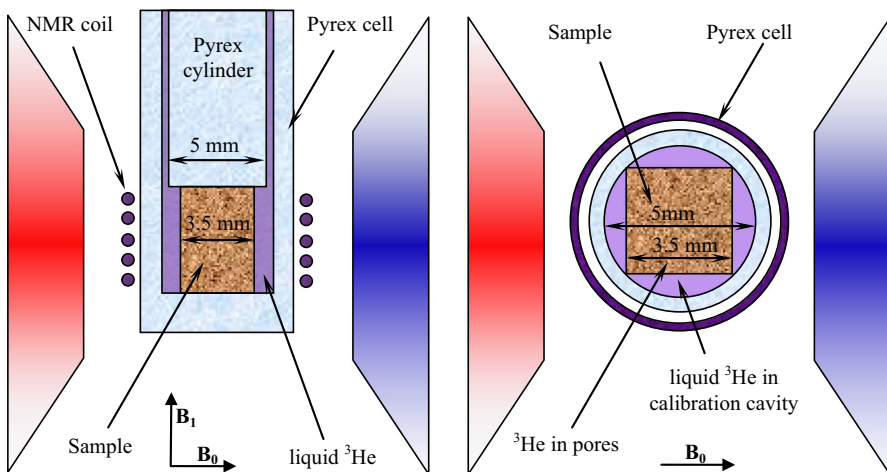 NMR coil
Pyrex cell
Pyrex
cylinder
5 mm
3.5 mm
B₁
B₀
Sample
liquid ³He
Sample
Pyrex cell
5mm
3.5 mm
liquid ³He in
calibration cavity
³He in pores
B₀